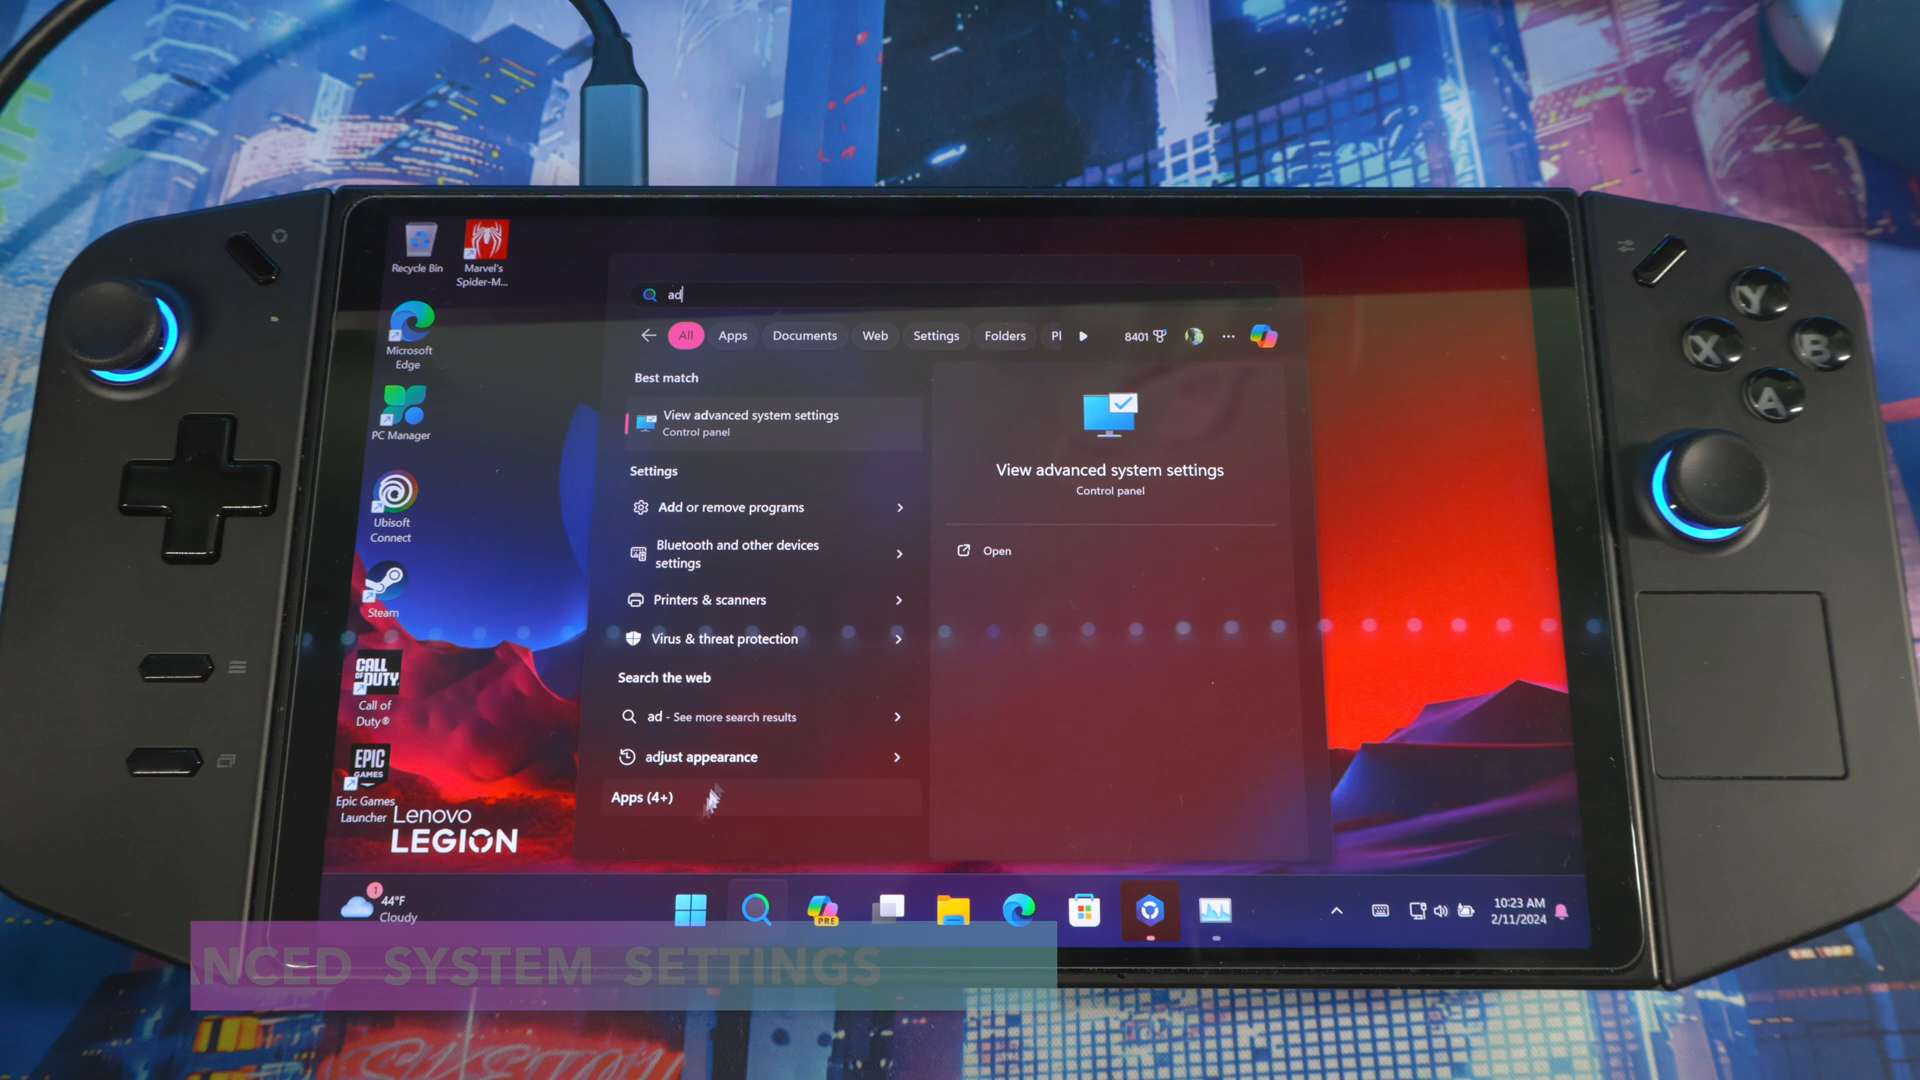 Recycle Bin
Marvel's
Spider-M...
Microsoft
Edge
PC Manager
Ubisoft
Connect
Steam
CALL OF DUTY
Call of
Duty®
EPIC
GAMES
Epic Games
Launcher
Lenovo
LEGION
ad
All
Apps
Documents
Web
Settings
Folders
Pl
8401
Best match
View advanced system settings
Control panel
Settings
Add or remove programs
Bluetooth and other devices
settings
Printers & scanners
Virus & threat protection
Search the web
ad - See more search results
adjust appearance
Apps (4+)
View advanced system settings
Control panel
Open
Y
X
B
A
1
44°F
Cloudy
PRE
10:23 AM
2/11/2024
NCED SYSTEM SETTINGS